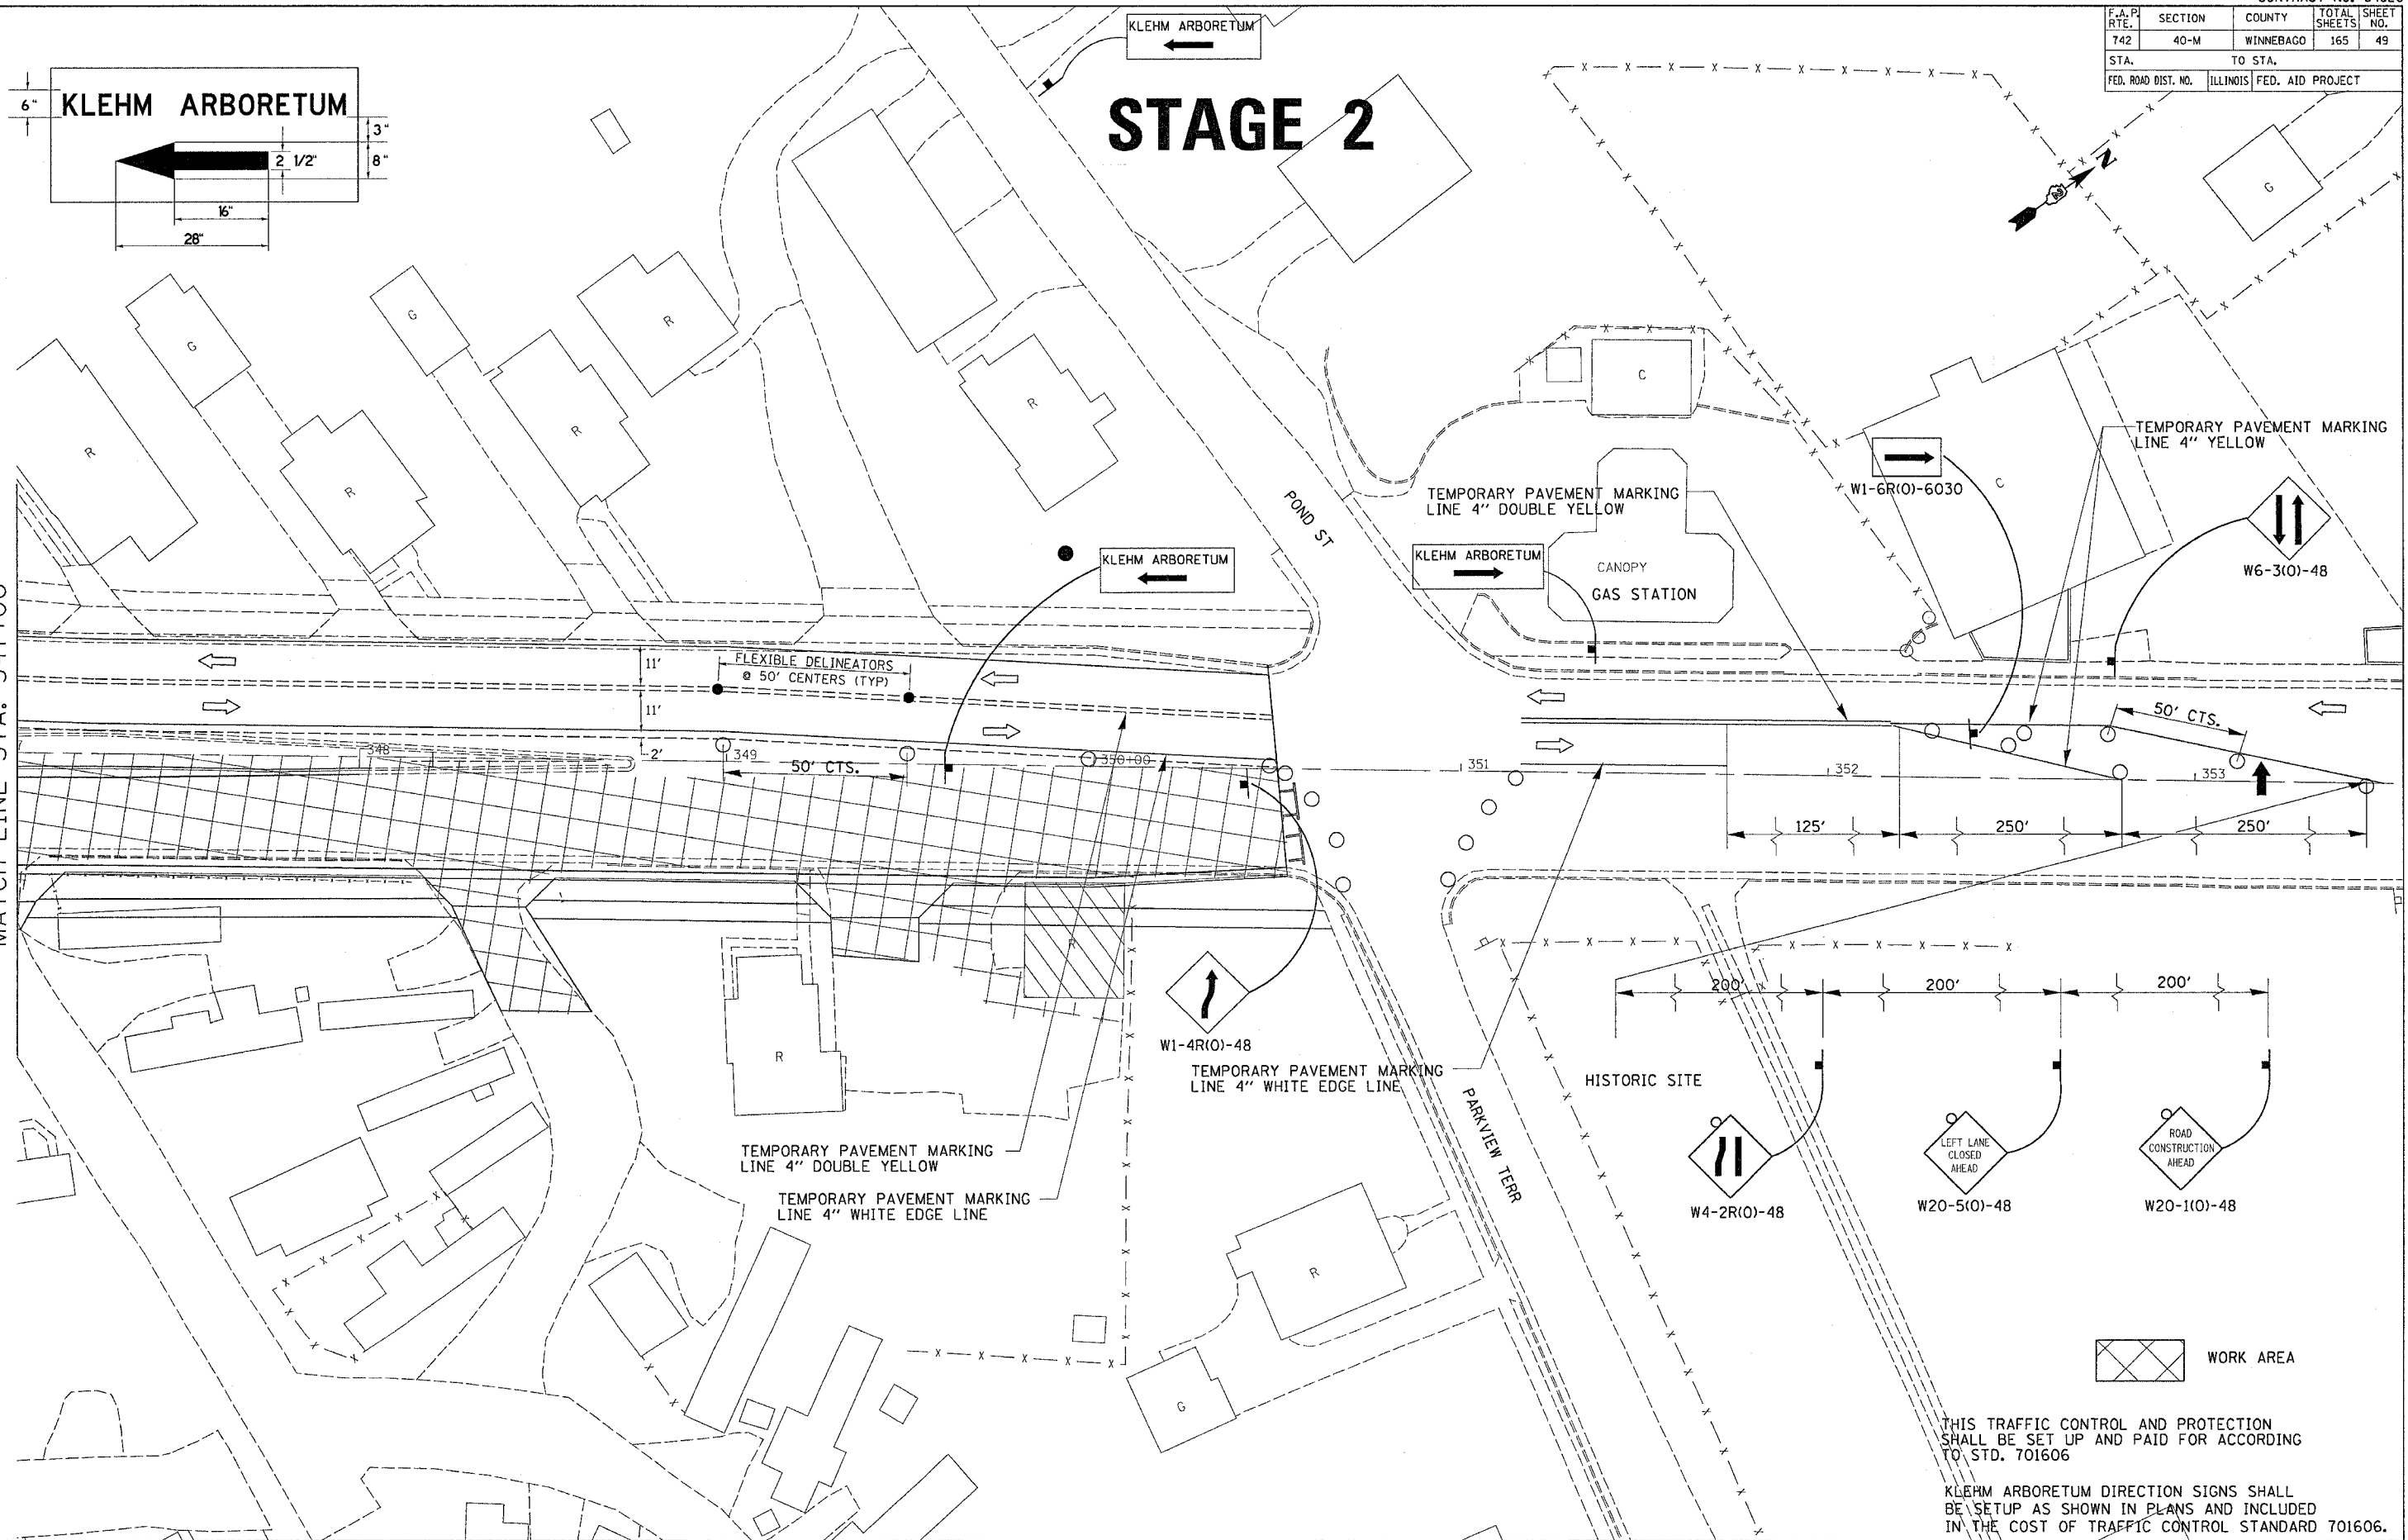 F.A.P. RTE. SECTION COUNTY TOTAL SHEETS SHEET NO.
742 40-M WINNEBAGO 165 49
STA. TO STA.
FED. ROAD DIST. NO. ILLINOIS FED. AID PROJECT
KLEHM ARBORETUM
6"
3"
8"
2 1/2"
16"
28"
KLEHM ARBORETUM
STAGE 2
N
G
G
G
R
R
R
R
R
C
C
POND ST
TEMPORARY PAVEMENT MARKING
LINE 4" YELLOW
W1-6R(O)-6030
TEMPORARY PAVEMENT MARKING
LINE 4" DOUBLE YELLOW
W6-3(O)-48
KLEHM ARBORETUM
KLEHM ARBORETUM
CANOPY
GAS STATION
FLEXIBLE DELINEATORS
@ 50' CENTERS (TYP)
11'
11'
2'
50' CTS.
50' CTS.
348
349
350+00
351
352
353
125'
250'
250'
200'
200'
200'
W1-4R(O)-48
TEMPORARY PAVEMENT MARKING
LINE 4" WHITE EDGE LINE
HISTORIC SITE
PARKVIEW TERR
R
TEMPORARY PAVEMENT MARKING
LINE 4" DOUBLE YELLOW
TEMPORARY PAVEMENT MARKING
LINE 4" WHITE EDGE LINE
W4-2R(O)-48
LEFT LANE
CLOSED
AHEAD
W20-5(O)-48
ROAD
CONSTRUCTION
AHEAD
W20-1(O)-48
R
G
WORK AREA
THIS TRAFFIC CONTROL AND PROTECTION
SHALL BE SET UP AND PAID FOR ACCORDING
TO STD. 701606
KLEHM ARBORETUM DIRECTION SIGNS SHALL
BE SETUP AS SHOWN IN PLANS AND INCLUDED
IN THE COST OF TRAFFIC CONTROL STANDARD 701606.